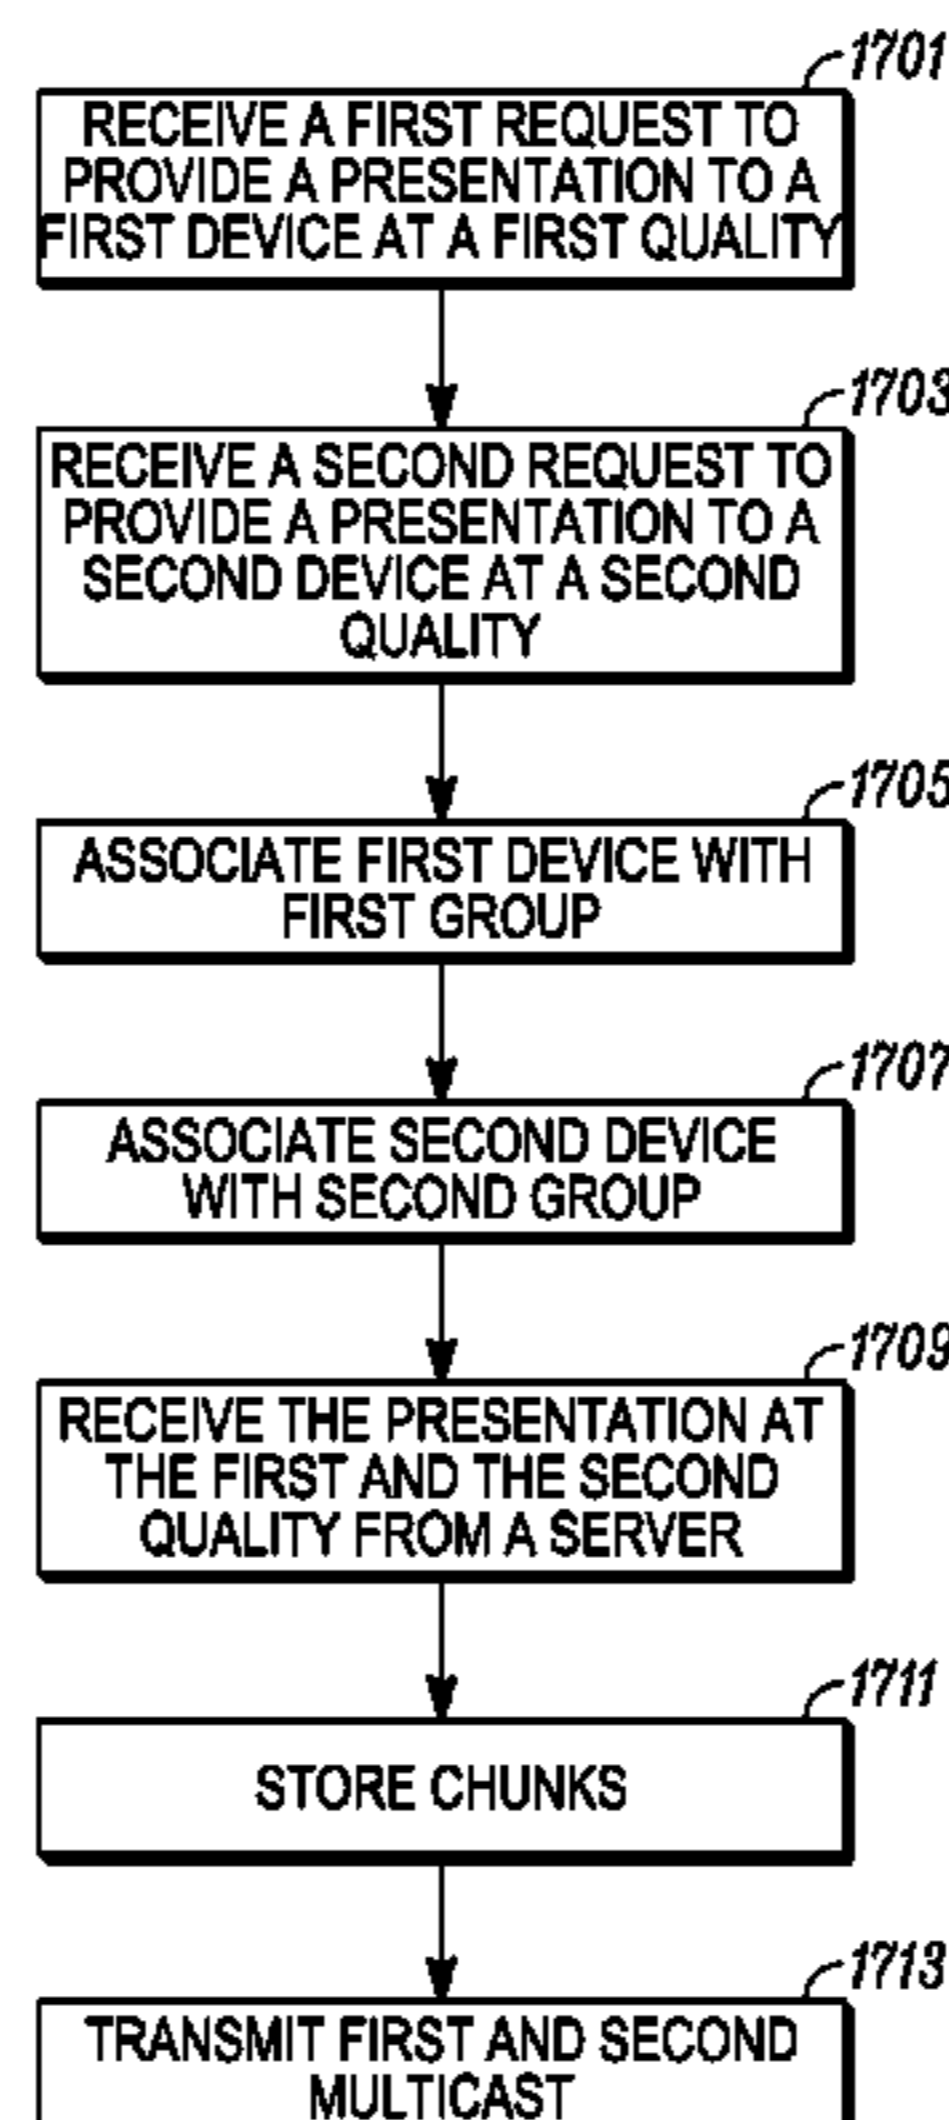 1701
RECEIVE A FIRST REQUEST TO
PROVIDE A PRESENTATION TO A
FIRST DEVICE AT A FIRST QUALITY
1703
RECEIVE A SECOND REQUEST TO
PROVIDE A PRESENTATION TO A
SECOND DEVICE AT A SECOND
QUALITY
1705
ASSOCIATE FIRST DEVICE WITH
FIRST GROUP
1707
ASSOCIATE SECOND DEVICE
WITH SECOND GROUP
1709
RECEIVE THE PRESENTATION AT
THE FIRST AND THE SECOND
QUALITY FROM A SERVER
1711
STORE CHUNKS
1713
TRANSMIT FIRST AND SECOND
MULTICAST